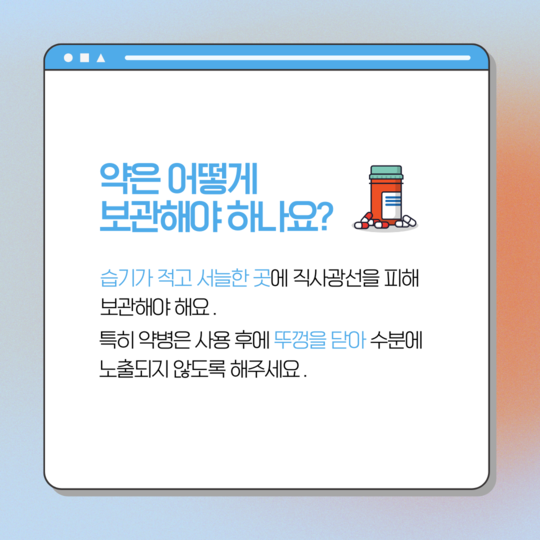 약은 어떻게
보관해야 하나요?
습기가 적고 서늘한 곳에 직사광선을 피해
보관해야 해요.
특히 약병은 사용 후에 뚜껑을 닫아 수분에
노출되지 않도록 해주세요.